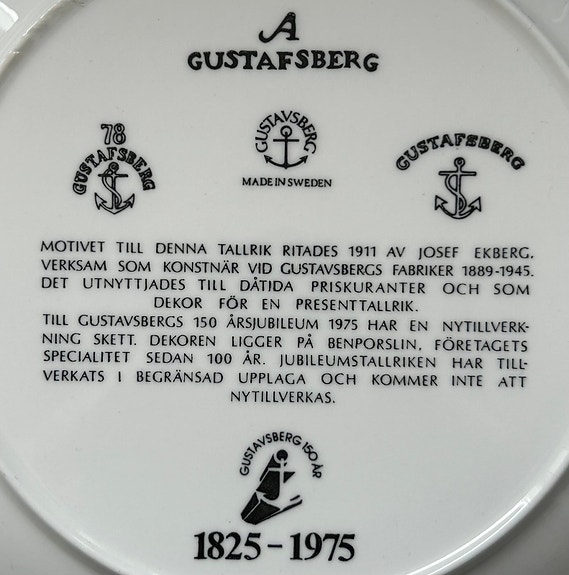 Å
GUSTAFSBERG
78
GUSTAFSBERG
GUSTAVSBERG
MADE IN SWEDEN
GUSTAFSBERG
MOTIVET TILL DENNA TALLRIK RITADES 1911 AV JOSEF EKBERG,
VERKSAM SOM KONSTNÄR VID GUSTAVSBERGS FABRIKER 1889-1945.
DET UTNYTTJADES TILL DÅTIDA PRISKURANTER OCH SOM
DEKOR FÖR EN PRESENTTALLRIK.
TILL GUSTAVSBERGS 150 ÅRSJUBILEUM 1975 HAR EN NYTILLVERK-
NING SKETT. DEKOREN LIGGER PÅ BENPORSLIN, FÖRETAGETS
SPECIALITET SEDAN 100 ÅR. JUBILEUMSTALLRIKEN HAR TILL-
VERKATS I BEGRÄNSAD UPPLAGA OCH KOMMER INTE ATT
NYTILLVERKAS.
GUSTAVSBERG 150 ÅR
1825-1975